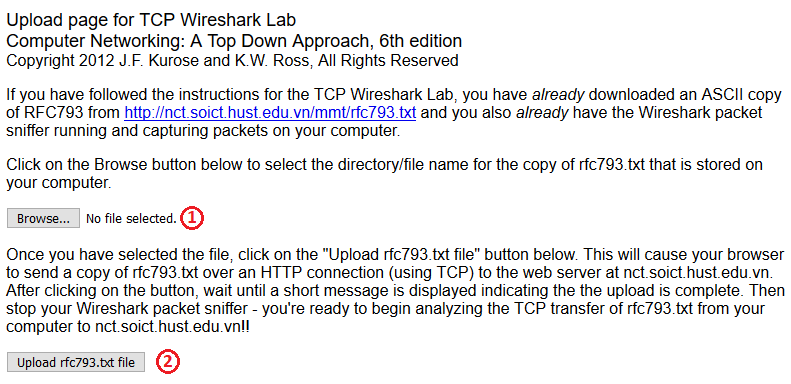 Upload page for TCP Wireshark Lab
Computer Networking: A Top Down Approach, 6th edition
Copyright 2012 J.F. Kurose and K.W. Ross, All Rights Reserved
If you have followed the instructions for the TCP Wireshark Lab, you have already downloaded an ASCII copy
of RFC793 from http://nct.soict.hust.edu.vn/mmt/rfc793.txt and you also already have the Wireshark packet
sniffer running and capturing packets on your computer.
Click on the Browse button below to select the directory/file name for the copy of rfc793.txt that is stored on
your computer.
Browse... No file selected. 1
Once you have selected the file, click on the "Upload rfc793.txt file" button below. This will cause your browser
to send a copy of rfc793.txt over an HTTP connection (using TCP) to the web server at nct.soict.hust.edu.vn.
After clicking on the button, wait until a short message is displayed indicating the the upload is complete. Then
stop your Wireshark packet sniffer - you're ready to begin analyzing the TCP transfer of rfc793.txt from your
computer to nct.soict.hust.edu.vn!!
Upload rfc793.txt file 2